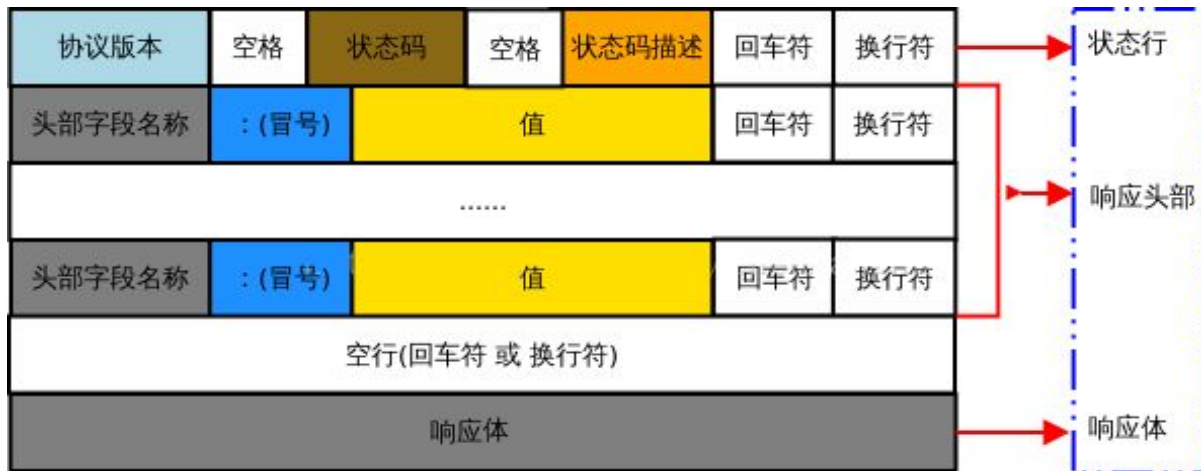 协议版本 空格 状态码 空格 状态码描述 回车符 换行符 状态行
头部字段名称 ：(冒号) 值 回车符 换行符
...... 响应头部
头部字段名称 ：(冒号) 值 回车符 换行符
空行(回车符 或 换行符)
响应体 响应体